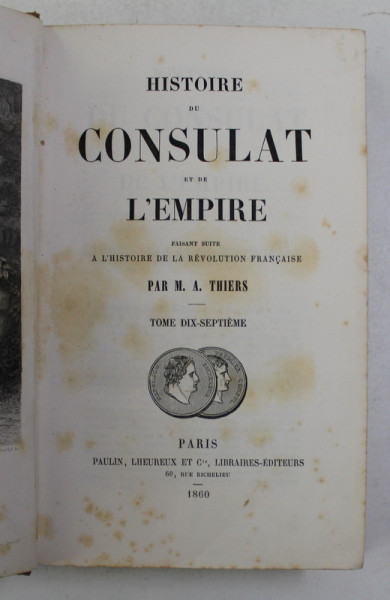 HISTOIRE
DU
CONSULAT
ET DE
L'EMPIRE
FAISANT SUITE
A L'HISTOIRE DE LA RÉVOLUTION FRANÇAISE
PAR M. A. THIERS
TOME DIX-SEPTIÈME
PARIS
PAULIN, LHEUREUX ET Cie, LIBRAIRES-ÉDITEURS
60, RUE RICHELIEU
1860